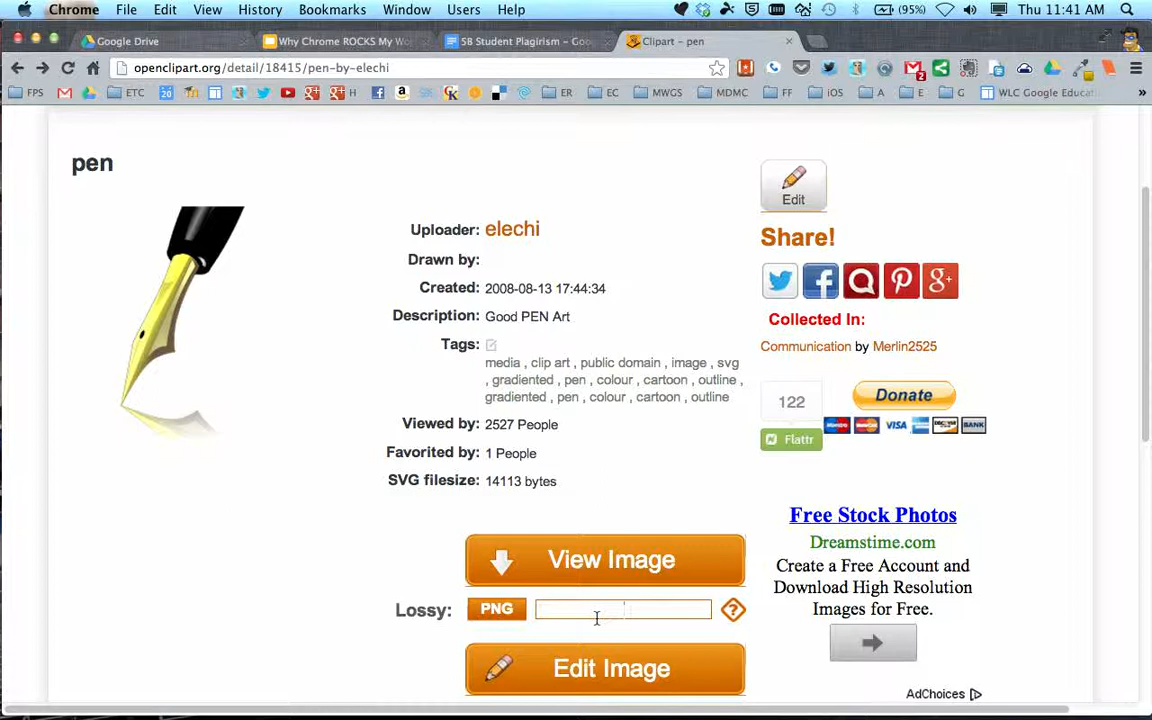 Chrome File Edit View History Bookmarks Window Users Help (95%) Thu 11:41 AM
Google Drive Why Chrome ROCKS My W 5B Student Plagirism – Goo Clipart – pen
openclipart.org/detail/18415/pen-by-elechi
FPS ETC 20 H ER EC MWGS MDMC FF iOS A E G WLC Google Educat
pen
Edit
Uploader: elechi
Share!
Drawn by:
Created: 2008-08-13 17:44:34
Description: Good PEN Art
Collected In:
Tags:
Communication by Merlin2525
media , clip art , public domain , image , svg
, gradiented , pen , colour , cartoon , outline ,
gradiented , pen , colour , cartoon , outline
122
Donate
VISA
BANK
Flattr
Viewed by: 2527 People
Favorited by: 1 People
SVG filesize: 14113 bytes
Free Stock Photos
Dreamstime.com
Create a Free Account and
Download High Resolution
Images for Free.
View Image
Lossy: PNG ?
Edit Image
AdChoices